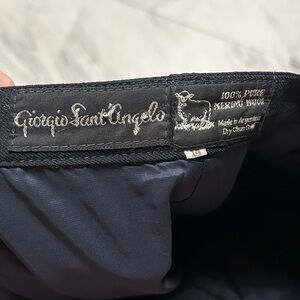 Giorgio Sant'Angelo
100% PURE
MERINO WOOL
Made in Argentina
Dry Clean Only